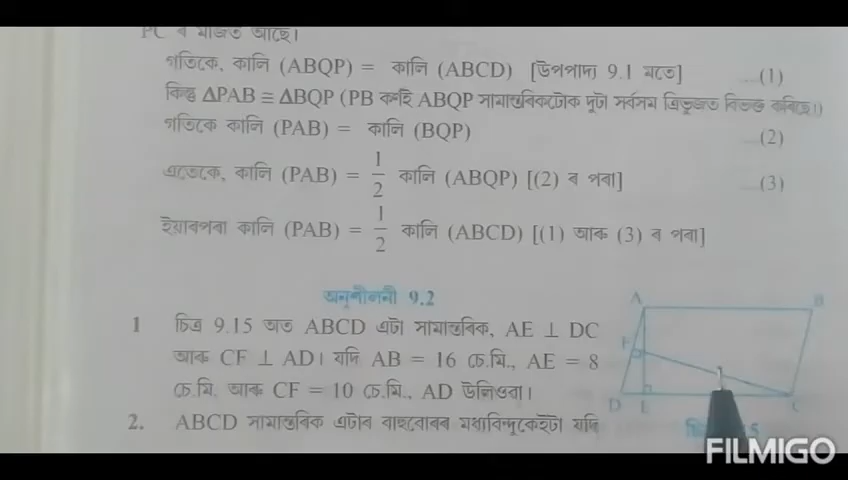 PC ৰ মাজত আছে।
গতিকে, কালি (ABQP) = কালি (ABCD) [উপপাদ্য 9.1 মতে] ...(1)
কিন্তু ΔPAB ≅ ΔBQP (PB কৰ্ণই ABQP সামান্তৰিকটোক দুটা সৰ্বসম ত্ৰিভুজত বিভক্ত কৰিছে।)
গতিকে কালি (PAB) = কালি (BQP) ...(2)
এতেকে, কালি (PAB) = 1/2 কালি (ABQP) [(2) ৰ পৰা] ...(3)
ইয়াৰপৰা কালি (PAB) = 1/2 কালি (ABCD) [(1) আৰু (3) ৰ পৰা]
অনুশীলনী 9.2
1 চিত্ৰ 9.15 অত ABCD এটা সামান্তৰিক, AE ⊥ DC
আৰু CF ⊥ AD। যদি AB = 16 চে.মি., AE = 8
চে.মি. আৰু CF = 10 চে.মি., AD উলিওৱা।
2. ABCD সামান্তৰিক এটাৰ বাহুবোৰৰ মধ্যবিন্দুকেইটা যদি
A B
F
D E C
FILMIGO